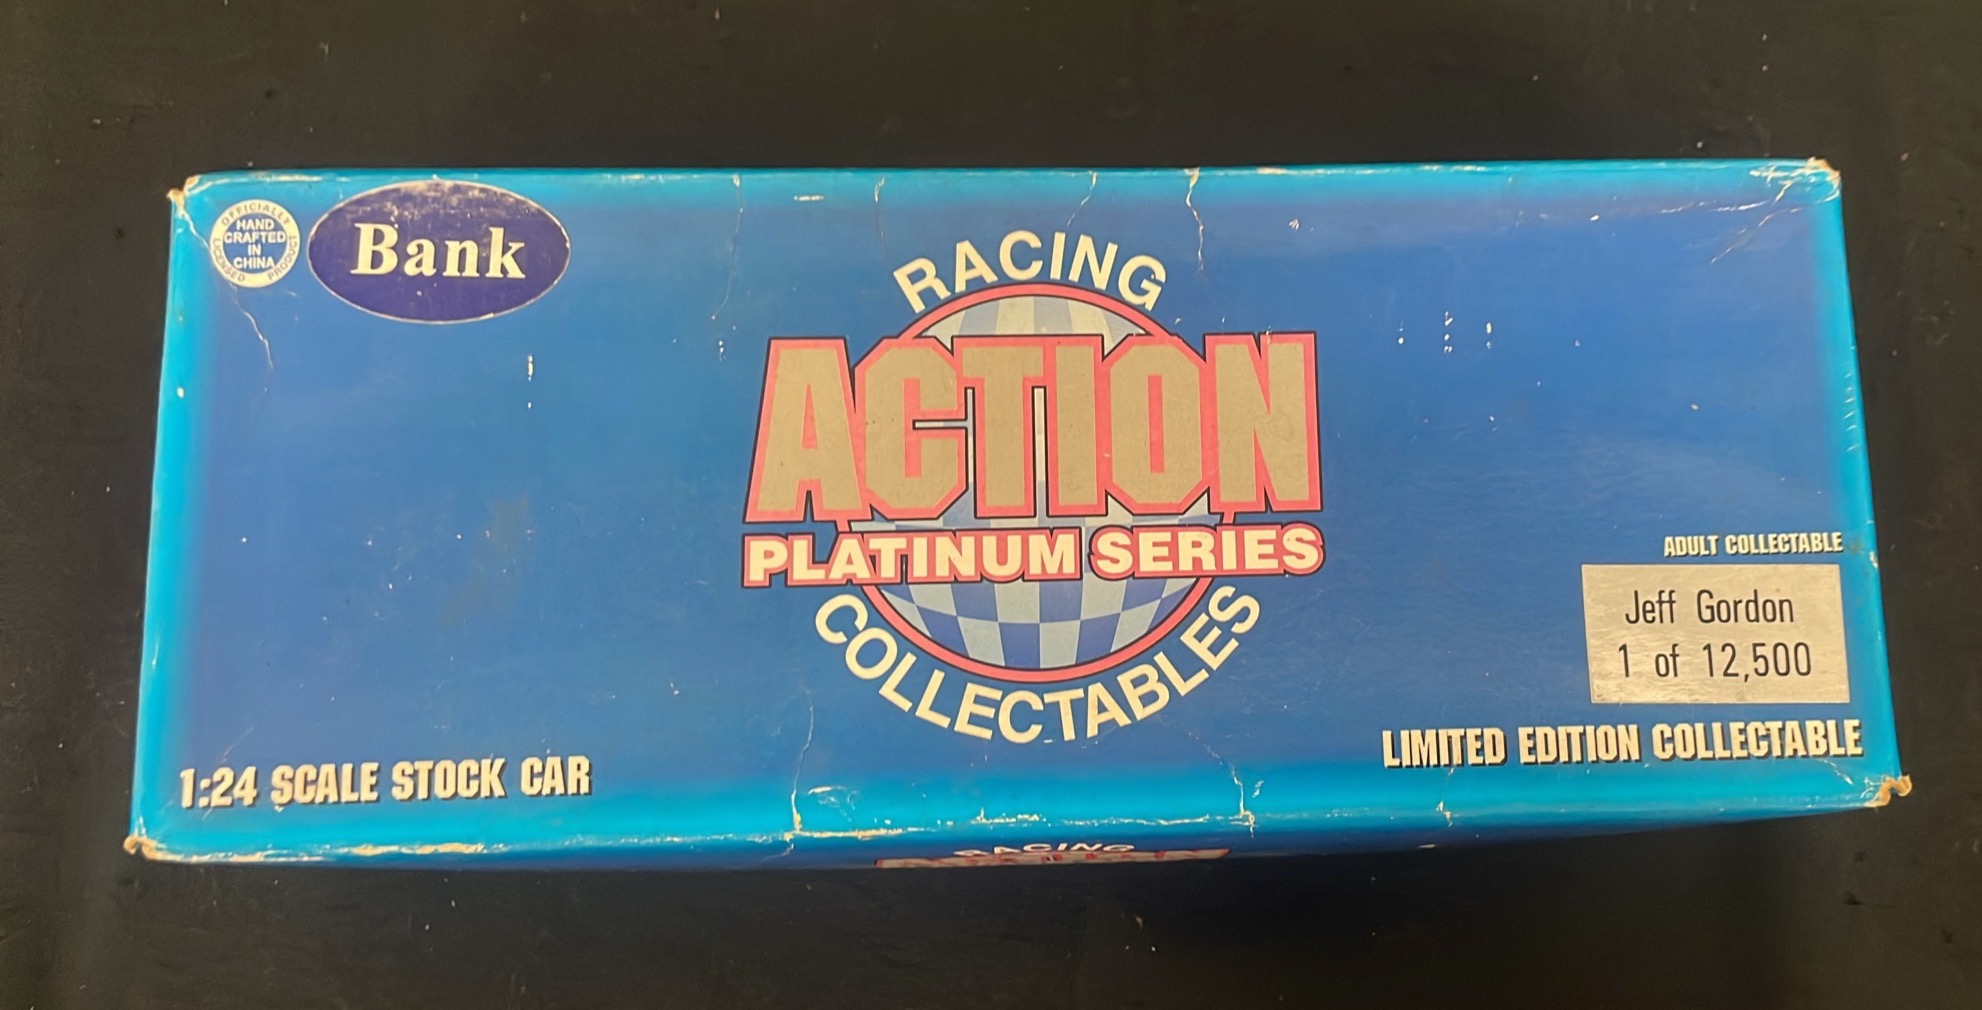 OFFICIALLY
HAND
CRAFTED
IN
CHINA
LICENSED PRODUCT
Bank
RACING
ACTION
PLATINUM SERIES
COLLECTABLES
ADULT COLLECTABLE
Jeff Gordon
1 of 12,500
LIMITED EDITION COLLECTABLE
1:24 SCALE STOCK CAR
RACING